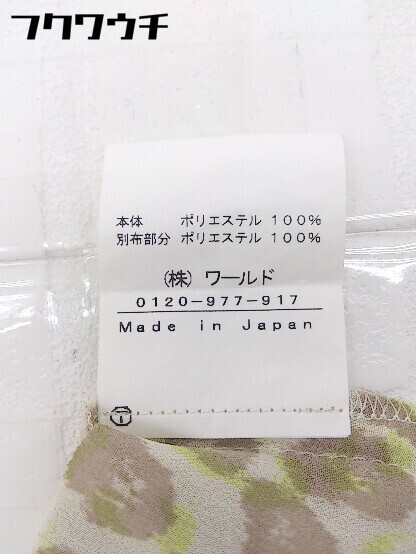 フクワウチ
本体 ポリエステル 100%
別布部分 ポリエステル 100%
(株) ワールド
0120-977-917
Made in Japan